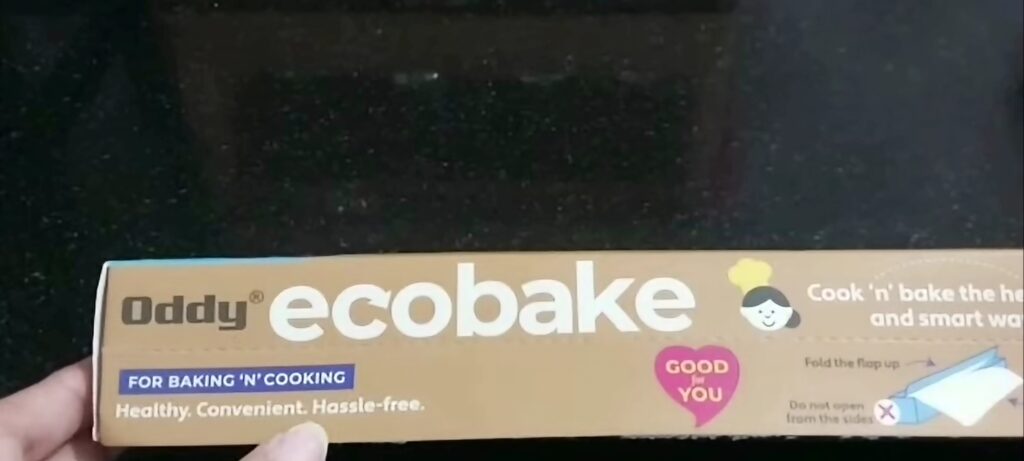 Oddy® ecobake
Cook 'n' bake the he
and smart wa
FOR BAKING 'N' COOKING
Healthy. Convenient. Hassle-free.
GOOD
for
YOU
Fold the flap up
Do not open
from the sides